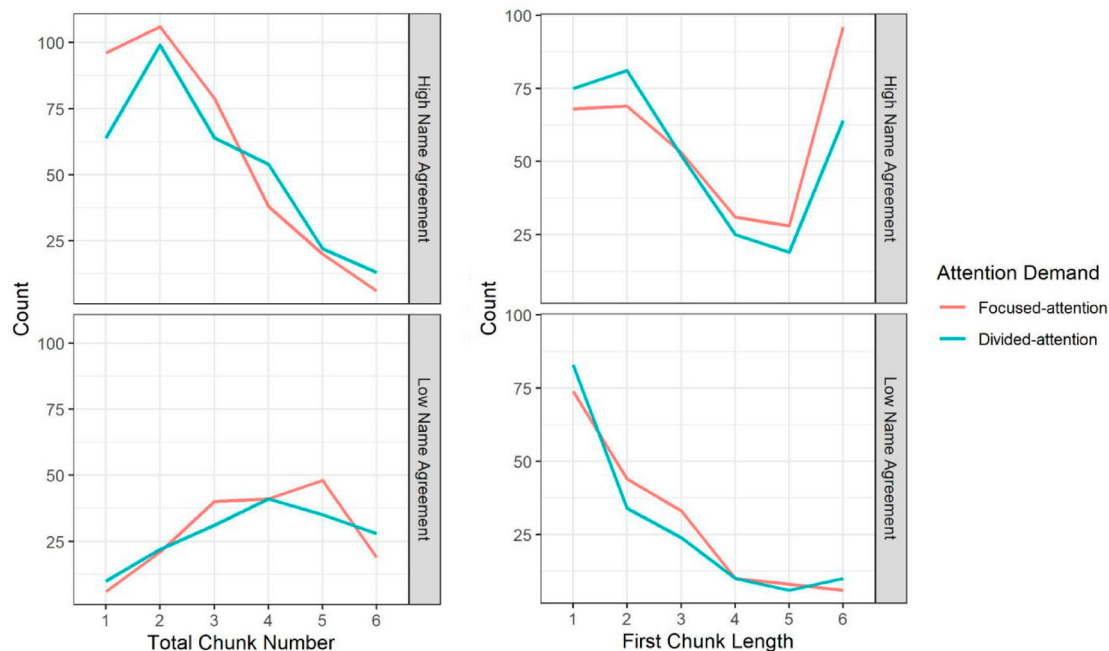 100
75
50
25
High Name Agreement
100
75
50
25
Low Name Agreement
Count
1 2 3 4 5 6
Total Chunk Number
100
75
50
25
High Name Agreement
100
75
50
25
Low Name Agreement
Count
1 2 3 4 5 6
First Chunk Length
Attention Demand
Focused-attention
Divided-attention